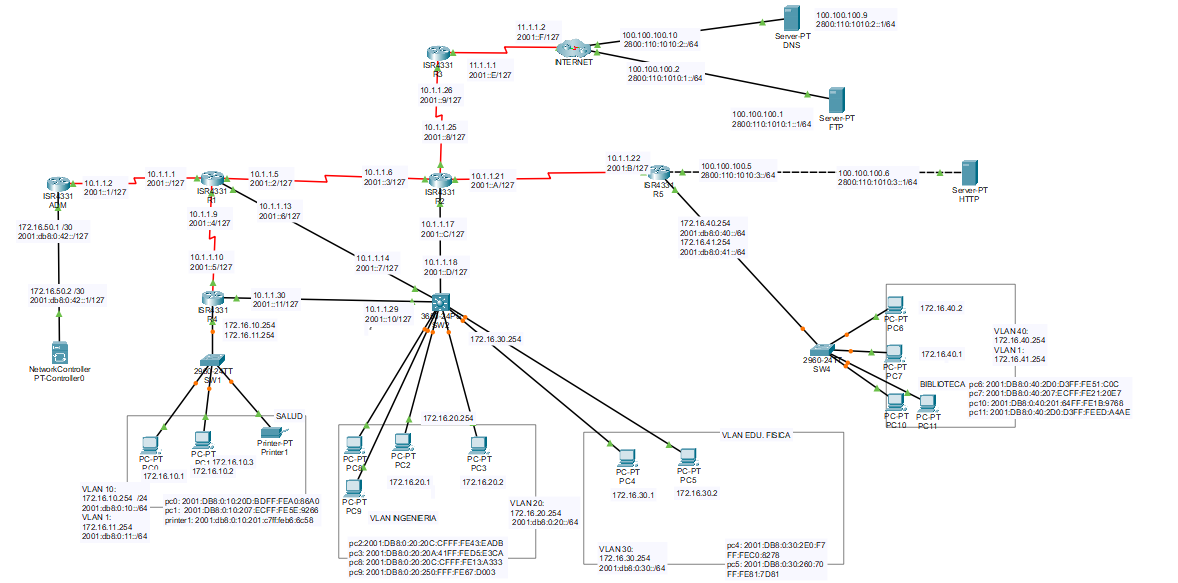 11.1.1.2
2001::F/127
100.100.100.9
2800:110:1010:2::1/64
Server-PT
DNS
100.100.100.10
2800:110:1010:2::/64
ISR4331
R3
11.1.1.1
2001::E/127
INTERNET
100.100.100.2
2800:110:1010:1::/64
10.1.1.26
2001::9/127
100.100.100.1
2800:110:1010:1::1/64
Server-PT
FTP
10.1.1.25
2001::8/127
10.1.1.22
2001:B/127
100.100.100.5
2800:110:1010:3::/64
100.100.100.6
2800:110:1010:3::1/64
Server-PT
HTTP
ISR4331
ADM
10.1.1.2
2001::1/127
10.1.1.1
2001::/127
ISR4331
R1
10.1.1.5
2001::2/127
10.1.1.6
2001::3/127
ISR4331
R2
10.1.1.21
2001::A/127
ISR4331
R5
10.1.1.9
2001::4/127
10.1.1.13
2001::6/127
172.16.50.1 /30
2001:db8:0:42::/127
10.1.1.17
2001::C/127
172.16.40.254
2001:db8:0:40::/64
172.16.41.254
2001:db8:0:41::/64
10.1.1.10
2001::5/127
10.1.1.14
2001::7/127
10.1.1.18
2001::D/127
172.16.50.2 /30
2001:db8:0:42::1/127
ISR4331
R4
10.1.1.30
2001::11/127
10.1.1.29
2001::10/127
SW2
172.16.10.254
172.16.11.254
172.16.30.254
PC-PT
PC6
172.16.40.2
VLAN 40:
172.16.40.254
VLAN 1:
172.16.41.254
2960-24TT
SW4
PC-PT
PC7
172.16.40.1
NetworkController
PT-Controller0
2960-24TT
SW1
BIBLIOTECA
pc6: 2001:DB8:0:40:2D0:D3FF:FE51:C0C
pc7: 2001:DB8:0:40:207:ECFF:FE21:20E7
pc10: 2001:DB8:0:40:201:64FF:FE1B:9768
pc11: 2001:DB8:0:40:2D0:D3FF:FEED:A4AE
PC-PT
PC10
PC-PT
PC11
SALUD
PC-PT
PC0
PC-PT
PC1
172.16.10.3
172.16.10.2
Printer-PT
Printer1
172.16.10.1
172.16.20.254
PC-PT
PC8
PC-PT
PC2
PC-PT
PC3
172.16.20.1
172.16.20.2
PC-PT
PC9
VLAN INGENIERIA
VLAN 20:
172.16.20.254
2001:db8:0:20::/64
VLAN EDU. FISICA
PC-PT
PC4
172.16.30.1
PC-PT
PC5
172.16.30.2
VLAN 10:
172.16.10.254 /24
2001:db8:0:10::/64
VLAN 1:
172.16.11.254
2001:db8:0:11::/64
pc0: 2001:DB8:0:10:20D:BDFF:FEA0:86A0
pc1: 2001:DB8:0:10:207:ECFF:FE5E:9266
printer1: 2001:db8:0:10:201:c7ff:feb6:6c58
pc2:2001:DB8:0:20:20C:CFFF:FE43:EADB
pc3: 2001:DB8:0:20:20A:41FF:FED5:E3CA
pc8: 2001:DB8:0:20:20C:CFFF:FE13:A333
pc9: 2001:DB8:0:20:250:FFF:FE67:D003
VLAN 30:
172.16.30.254
2001:db8:0:30::/64
pc4: 2001:DB8:0:30:2E0:F7
FF:FEC0:8278
pc5: 2001:DB8:0:30:260:70
FF:FE81:7D81